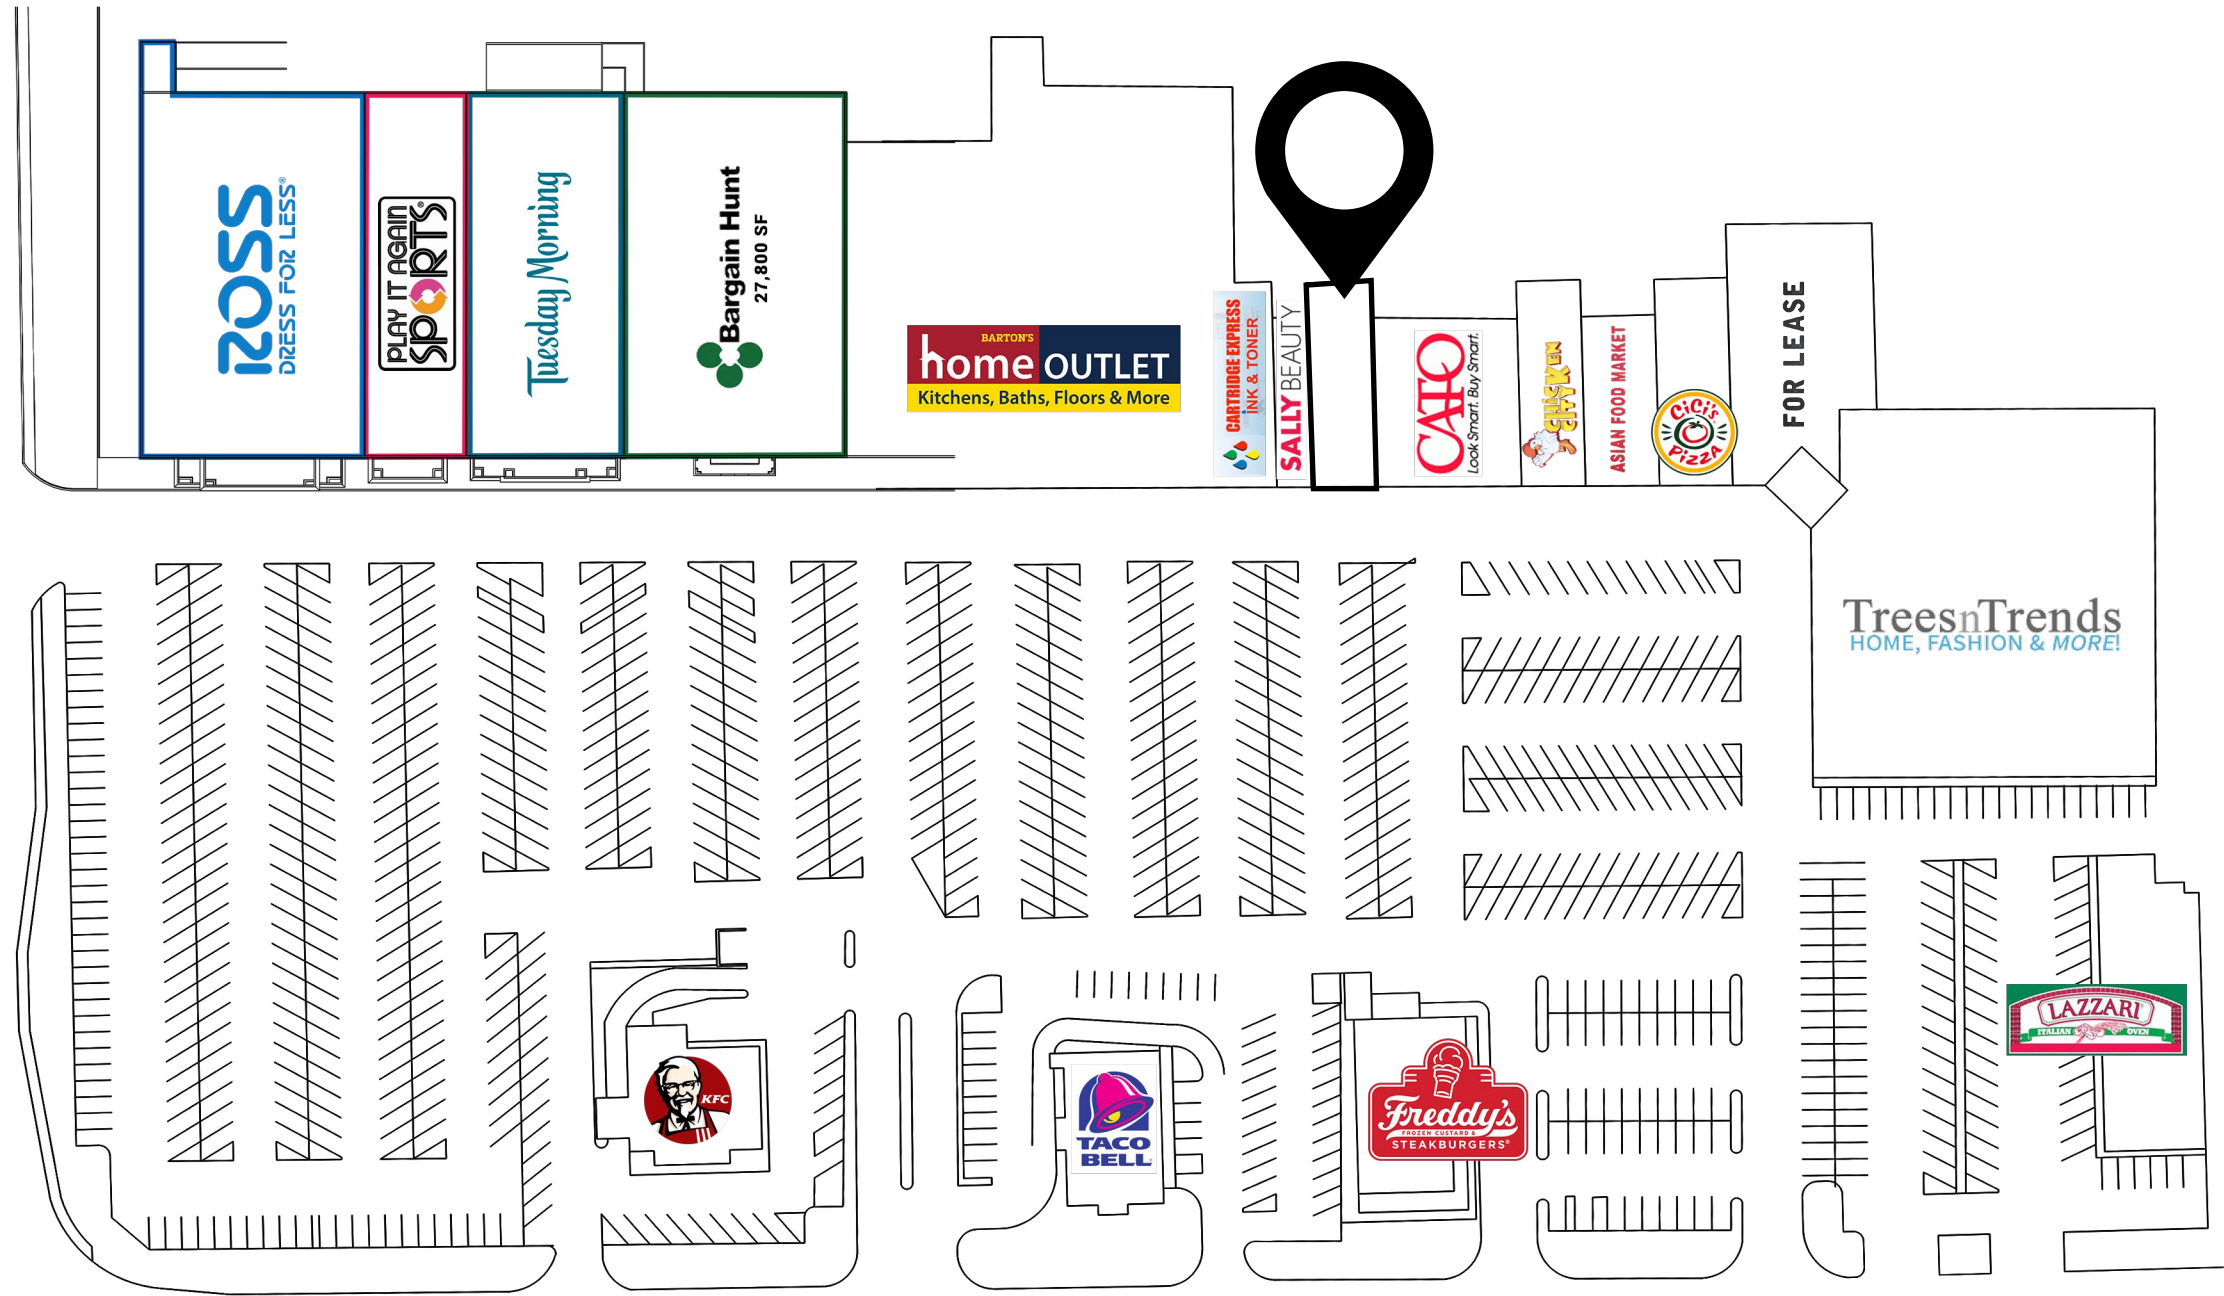 ROSS
DRESS FOR LESS®
PLAY IT AGAIN
SPORTS®
Tuesday Morning
Bargain Hunt
27,800 SF
BARTON'S
home OUTLET
Kitchens, Baths, Floors & More
CARTRIDGE EXPRESS
INK & TONER
SALLY BEAUTY
CATO
Look Smart. Buy Smart.
CHICKEN
CITY
ASIAN FOOD MARKET
CiCi's
PIZZA
FOR LEASE
TreesnTrends
HOME, FASHION & MORE!
KFC
TACO
BELL
Freddy's
FROZEN CUSTARD &
STEAKBURGERS®
LAZZARI
ITALIAN OVEN